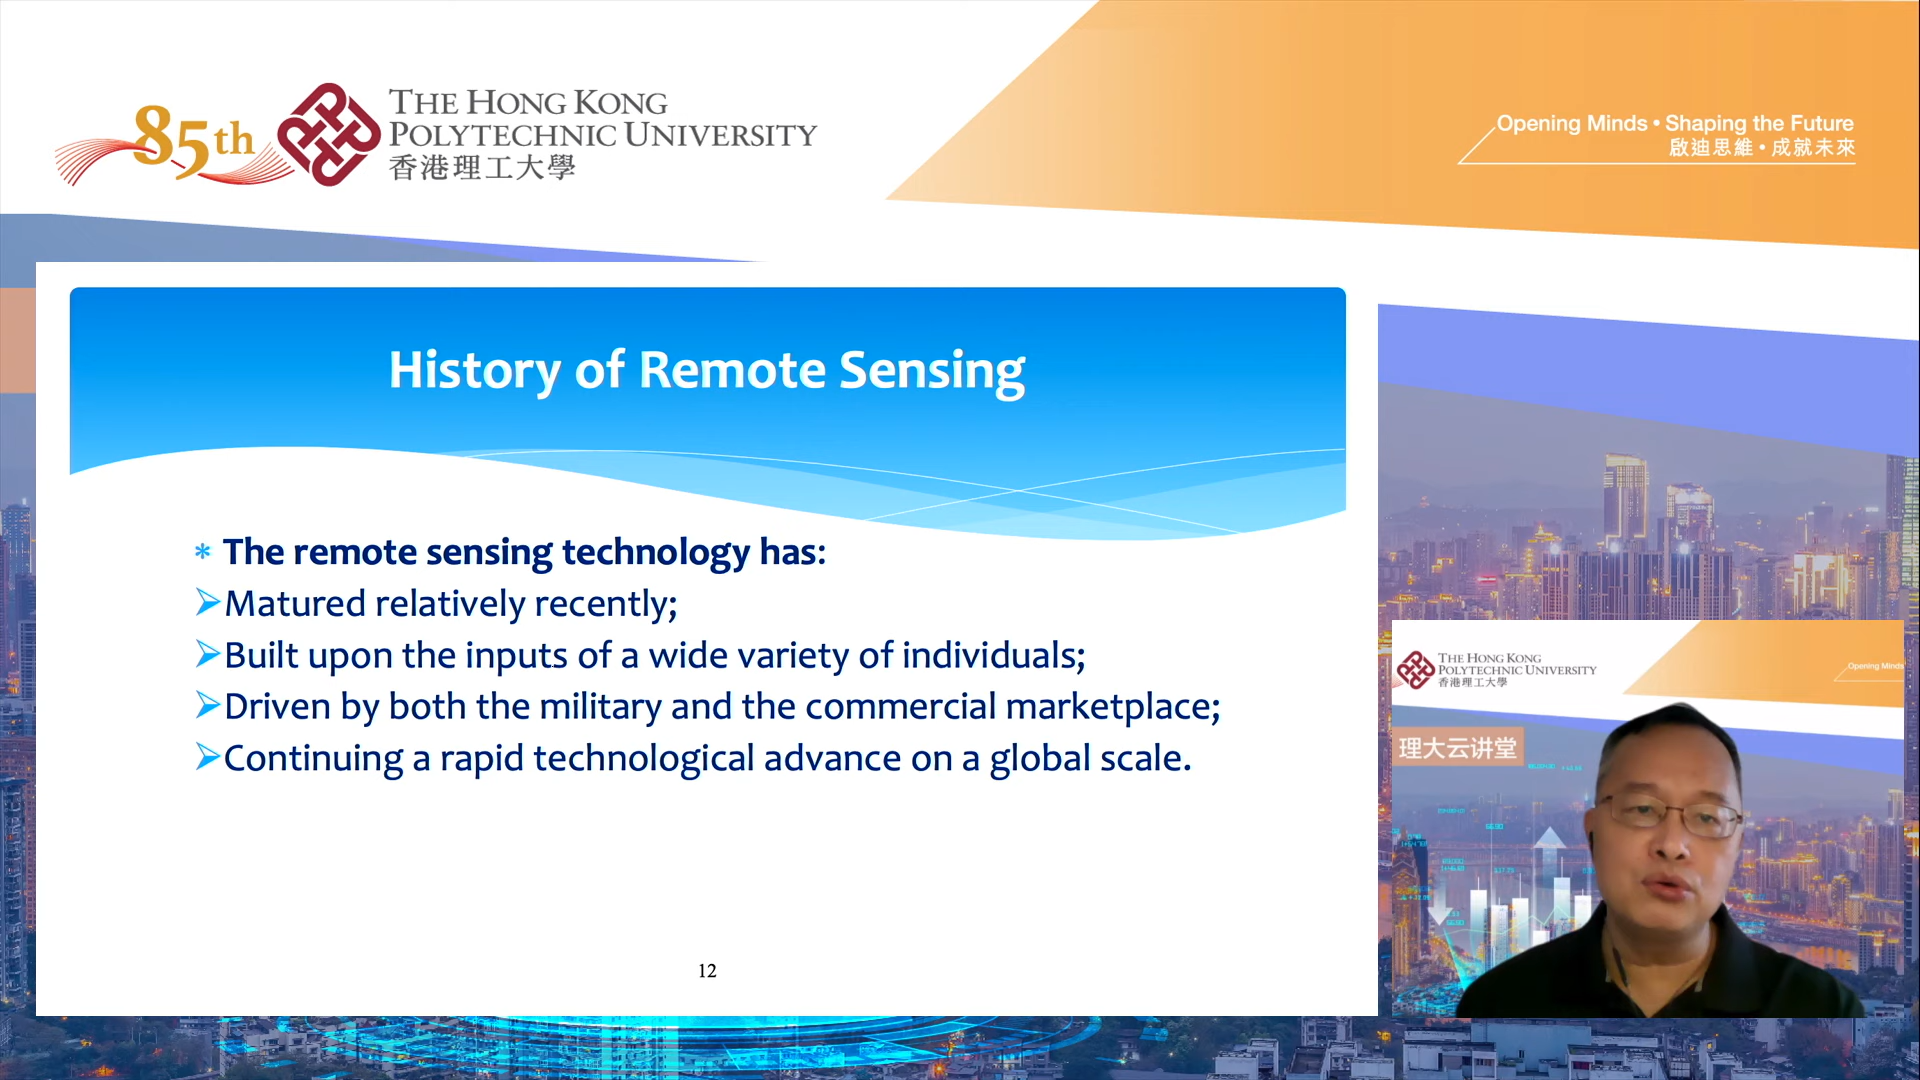 85th
THE HONG KONG
POLYTECHNIC UNIVERSITY
香港理工大學
Opening Minds • Shaping the Future
啟迪思維 • 成就未來
History of Remote Sensing
* The remote sensing technology has:
➢Matured relatively recently;
➢Built upon the inputs of a wide variety of individuals;
➢Driven by both the military and the commercial marketplace;
➢Continuing a rapid technological advance on a global scale.
12
THE HONG KONG
POLYTECHNIC UNIVERSITY
香港理工大學
Opening Minds
理大云讲堂